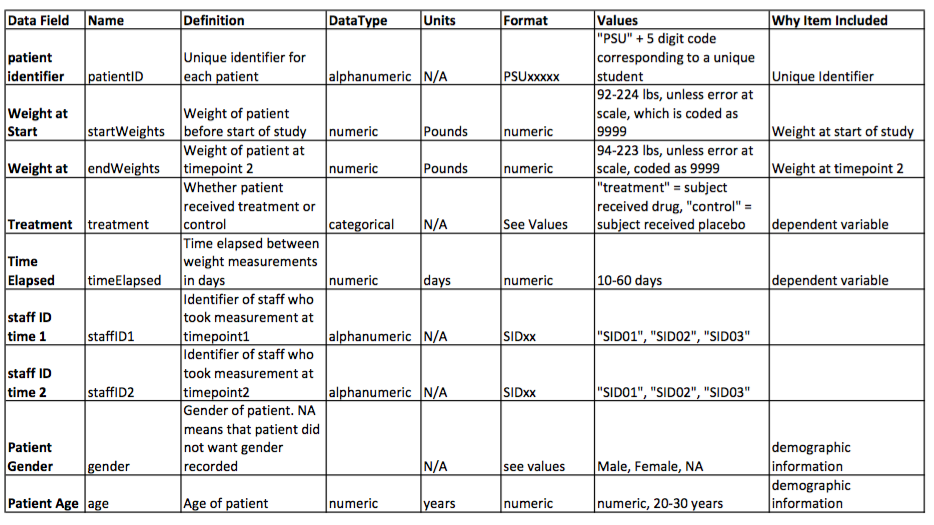 Data Field Name Definition DataType Units Format Values Why Item Included
patient identifier patientID Unique identifier for each patient alphanumeric N/A PSUxxxxx "PSU" + 5 digit code corresponding to a unique student Unique Identifier
Weight at Start startWeights Weight of patient before start of study numeric Pounds numeric 92-224 lbs, unless error at scale, which is coded as 9999 Weight at start of study
Weight at endWeights Weight of patient at timepoint 2 numeric Pounds numeric 94-223 lbs, unless error at scale, coded as 9999 Weight at timepoint 2
Treatment treatment Whether patient received treatment or control categorical N/A See Values "treatment" = subject received drug, "control" = subject received placebo dependent variable
Time Elapsed timeElapsed Time elapsed between weight measurements in days numeric days numeric 10-60 days dependent variable
staff ID time 1 staffID1 Identifier of staff who took measurement at timepoint1 alphanumeric N/A SIDxx "SID01", "SID02", "SID03"
staff ID time 2 staffID2 Identifier of staff who took measurement at timepoint2 alphanumeric N/A SIDxx "SID01", "SID02", "SID03"
Patient Gender gender Gender of patient. NA means that patient did not want gender recorded N/A see values Male, Female, NA demographic information
Patient Age age Age of patient numeric years numeric numeric, 20-30 years demographic information